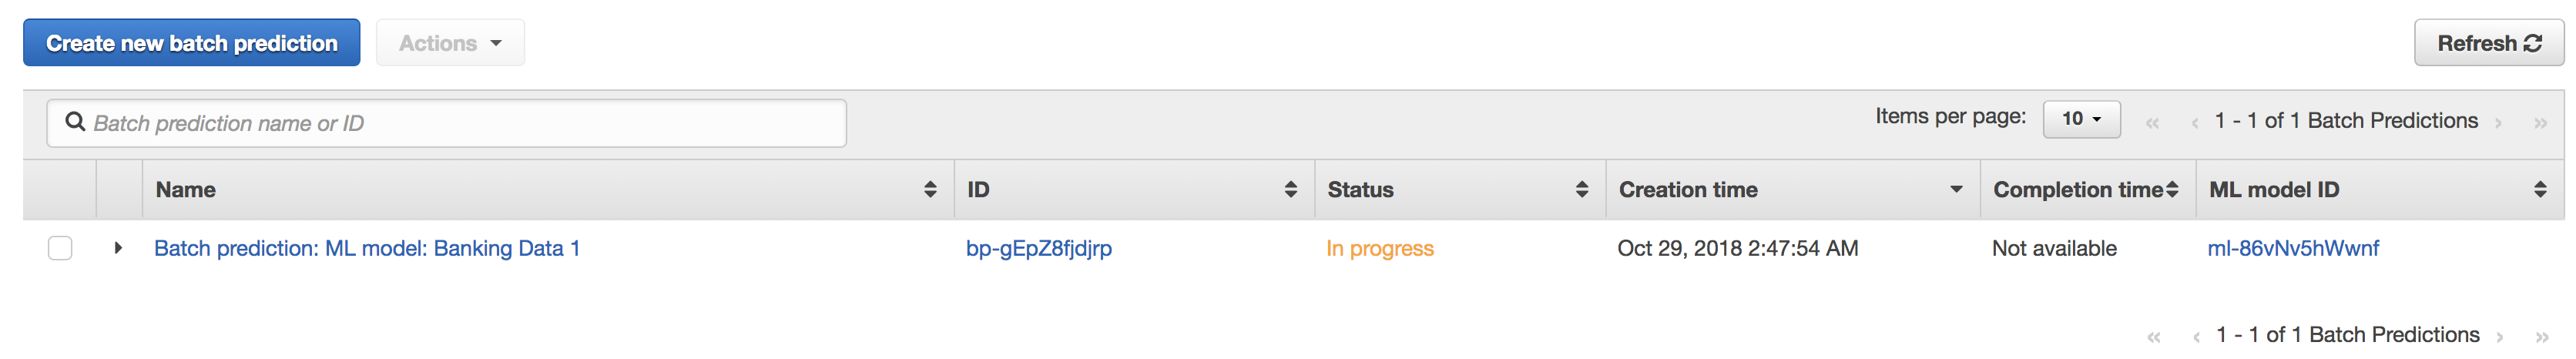 Create new batch prediction Actions Refresh
Batch prediction name or ID Items per page: 10 « ‹ 1 - 1 of 1 Batch Predictions › »
Name ID Status Creation time Completion time ML model ID
Batch prediction: ML model: Banking Data 1 bp-gEpZ8fjdjrp In progress Oct 29, 2018 2:47:54 AM Not available ml-86vNv5hWwnf
« ‹ 1 - 1 of 1 Batch Predictions › »